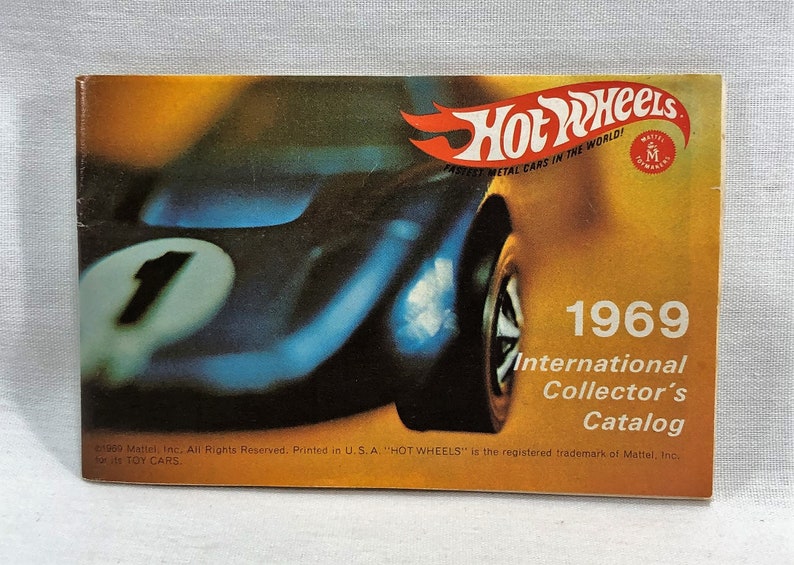 HOT WHEELS®
FASTEST METAL CARS IN THE WORLD!
MATTEL
M
TOYMAKERS
1
1969
International
Collector's
Catalog
©1969 Mattel, Inc. All Rights Reserved. Printed in U.S.A. "HOT WHEELS" is the registered trademark of Mattel, Inc.
for its TOY CARS.